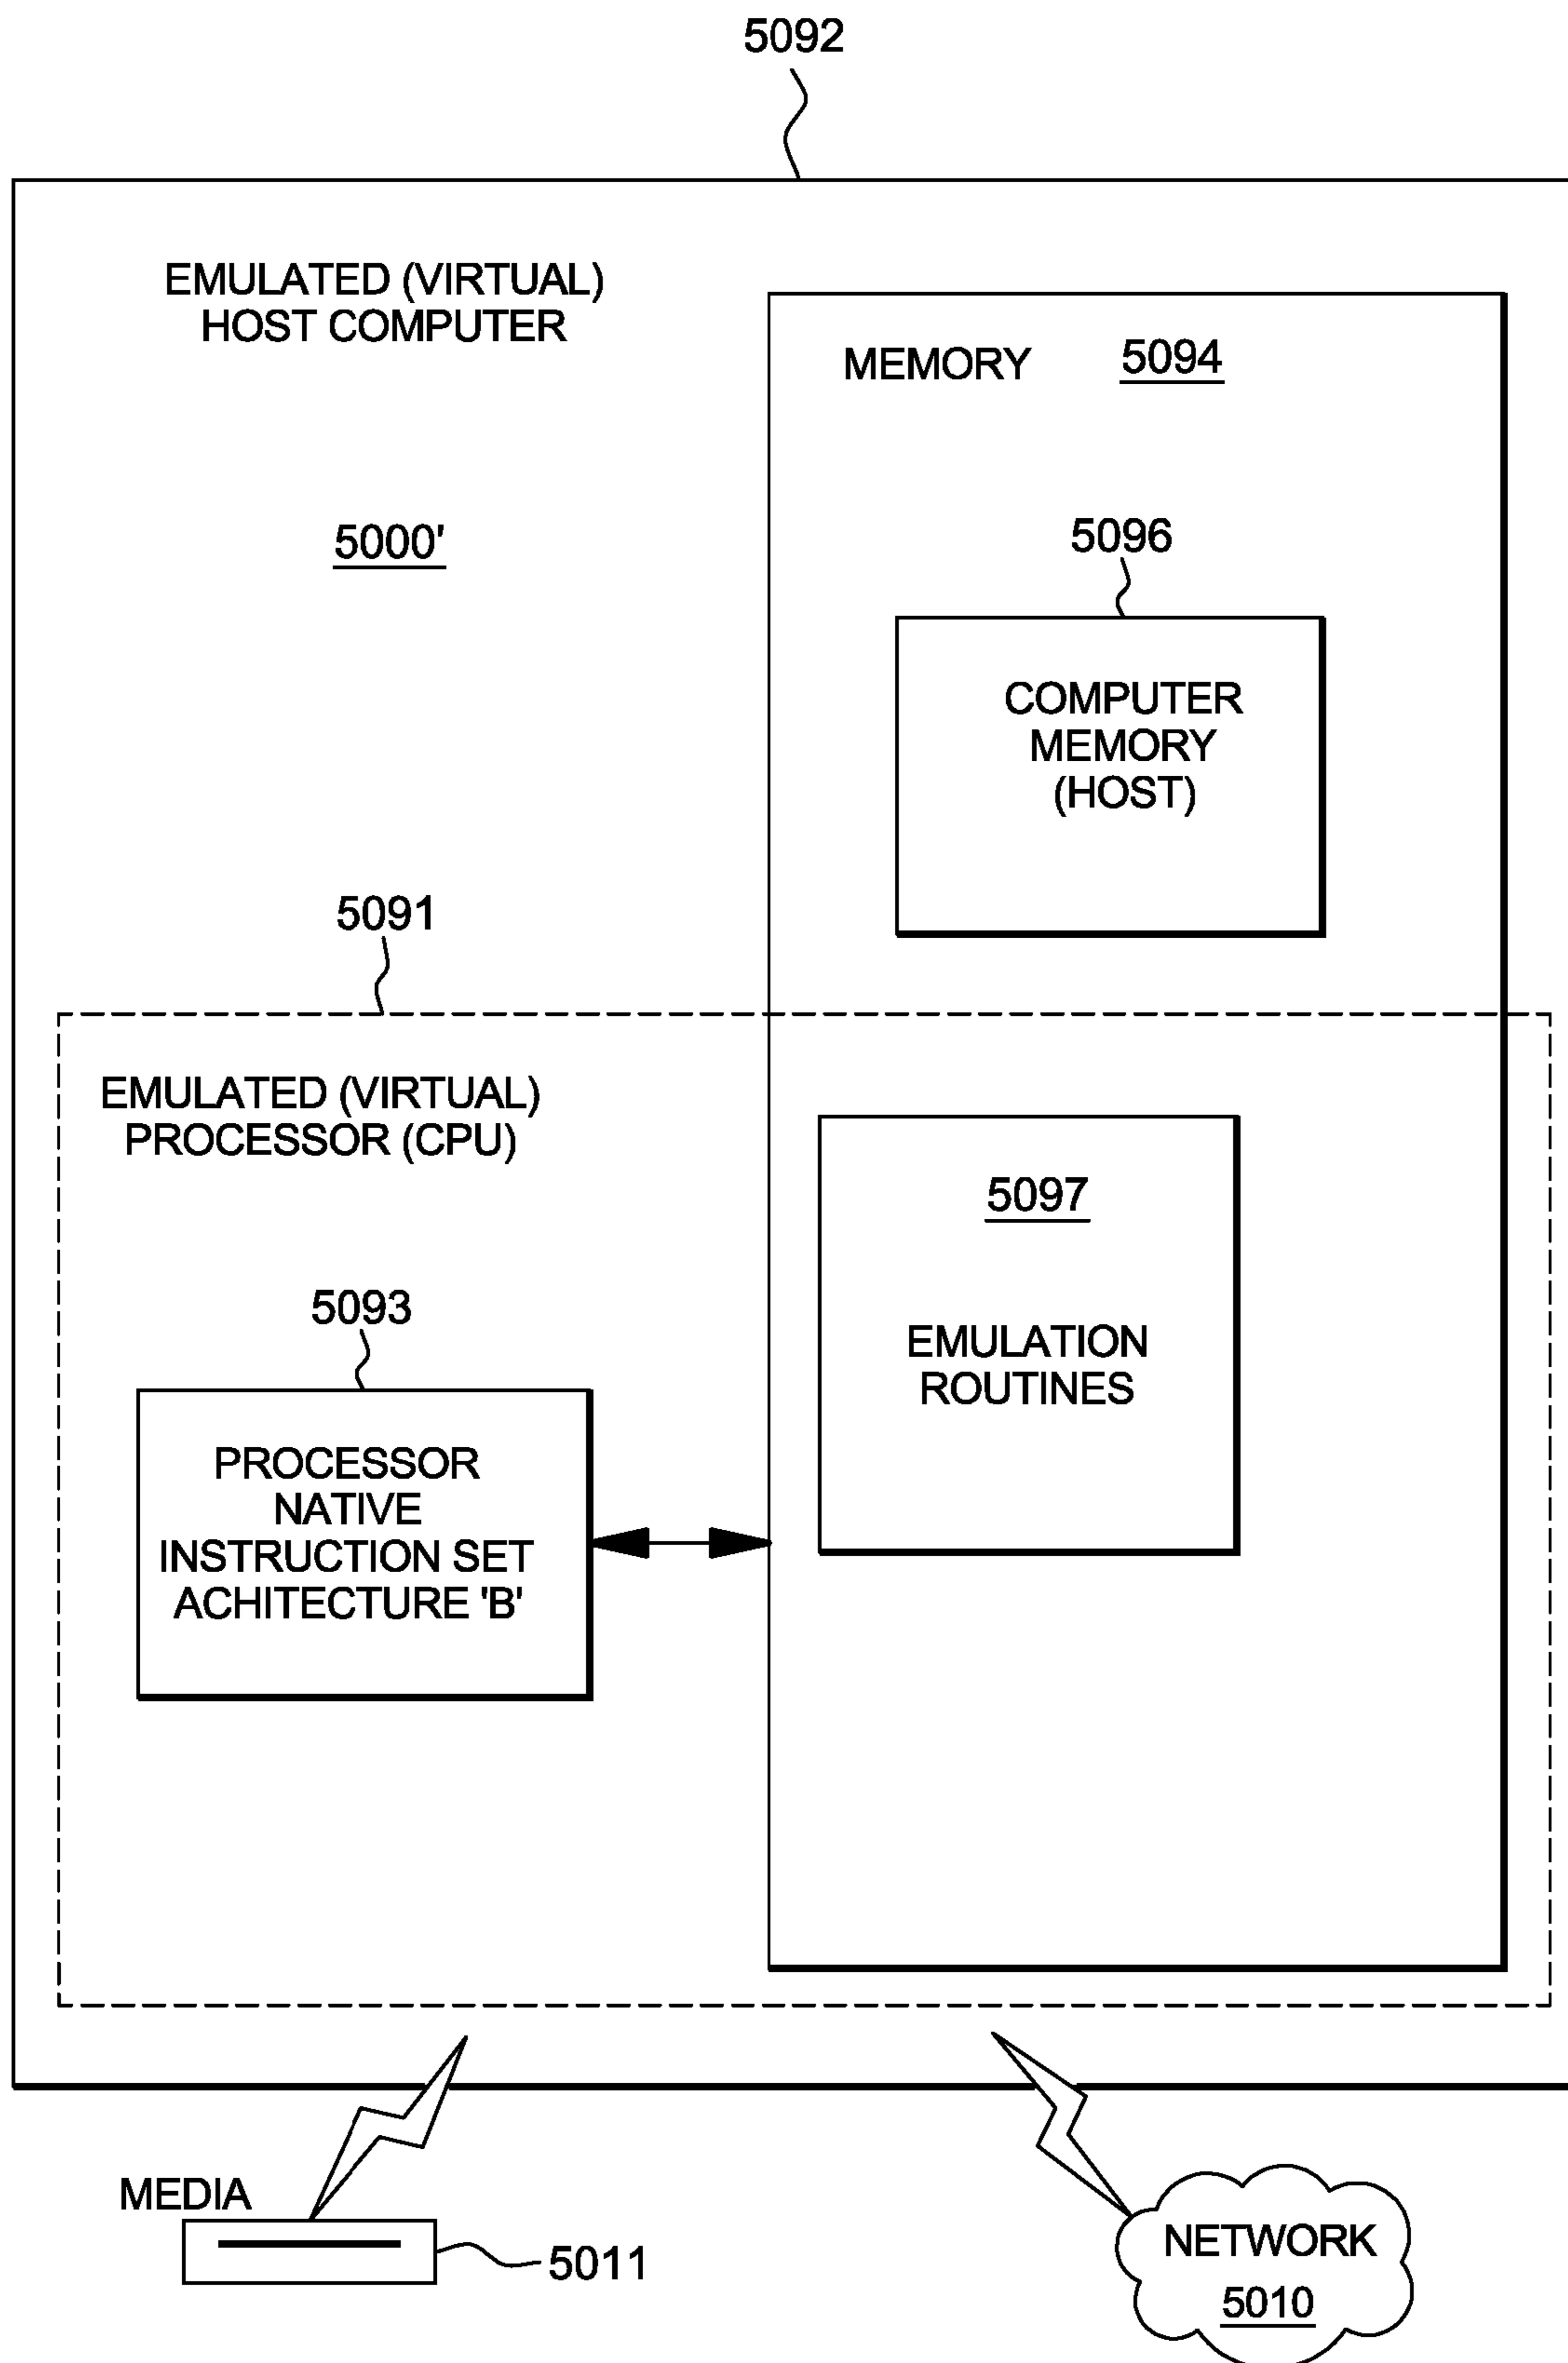 5092
EMULATED (VIRTUAL)
HOST COMPUTER
5000'
MEMORY 5094
5096
COMPUTER
MEMORY
(HOST)
5091
EMULATED (VIRTUAL)
PROCESSOR (CPU)
5093
PROCESSOR
NATIVE
INSTRUCTION SET
ACHITECTURE 'B'
5097
EMULATION
ROUTINES
MEDIA
5011
NETWORK
5010